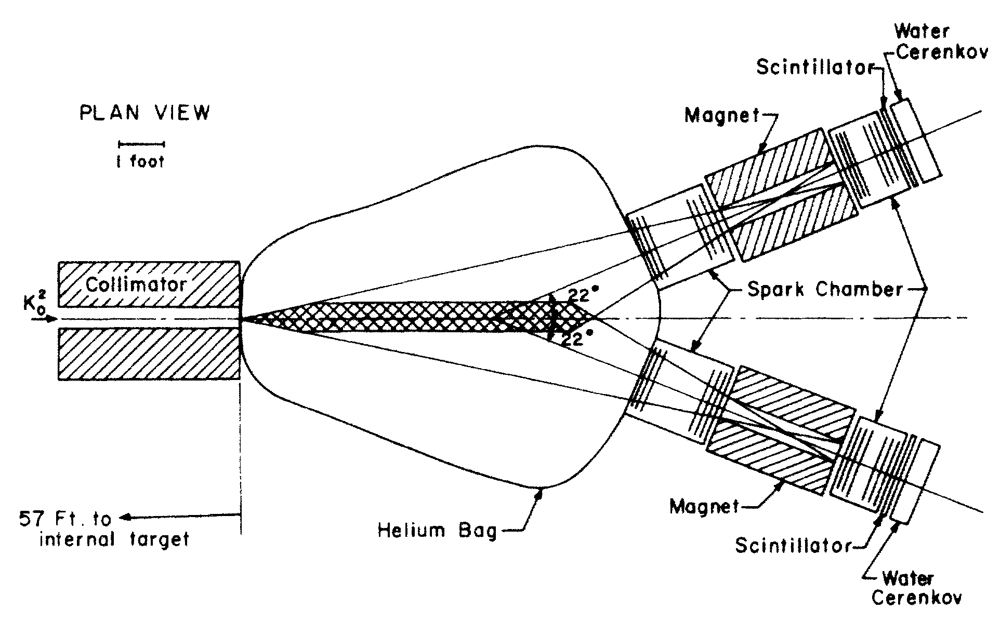 Water
Cerenkov
Scintillator
PLAN VIEW
Magnet
1 foot
Collimator
K₀²
22°
Spark Chamber
22°
57 Ft. to
internal target
Helium Bag
Magnet
Scintillator
Water
Cerenkov